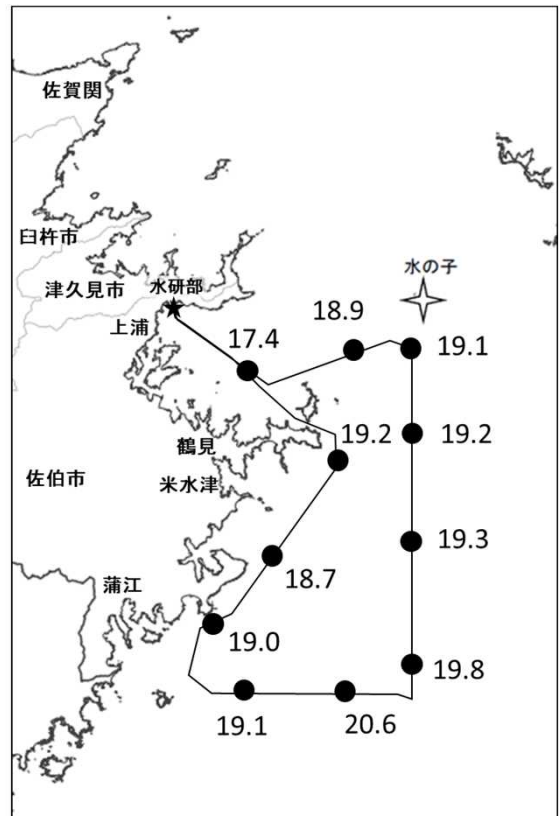 佐賀関
臼杵市
水の子
津久見市
水研部
上浦
18.9
17.4
19.1
19.2
19.2
鶴見
佐伯市
米水津
19.3
18.7
蒲江
19.0
19.8
19.1
20.6